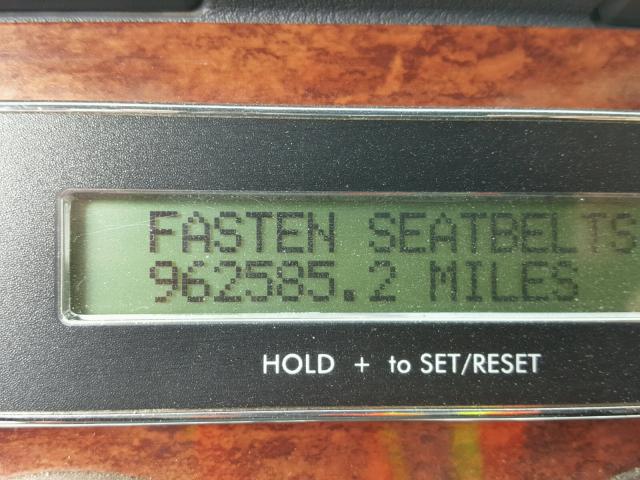 FASTEN SEATBELTS
962585.2 MILES
HOLD + to SET/RESET